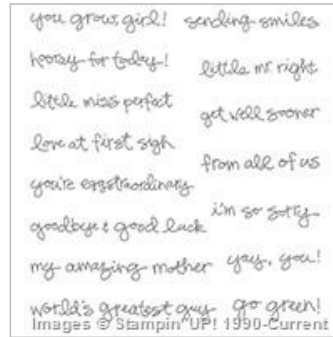 you grow, girl!
sending smiles
hooray for today!
little mr right
little miss perfect
get well sooner
love at first sigh
from all of us
you're eggstraordinary
i'm so sorry.
goodbye & good luck
my amazing mother
yay, you!
world's greatest guy
go green!
Images © Stampin' UP! 1990-Current